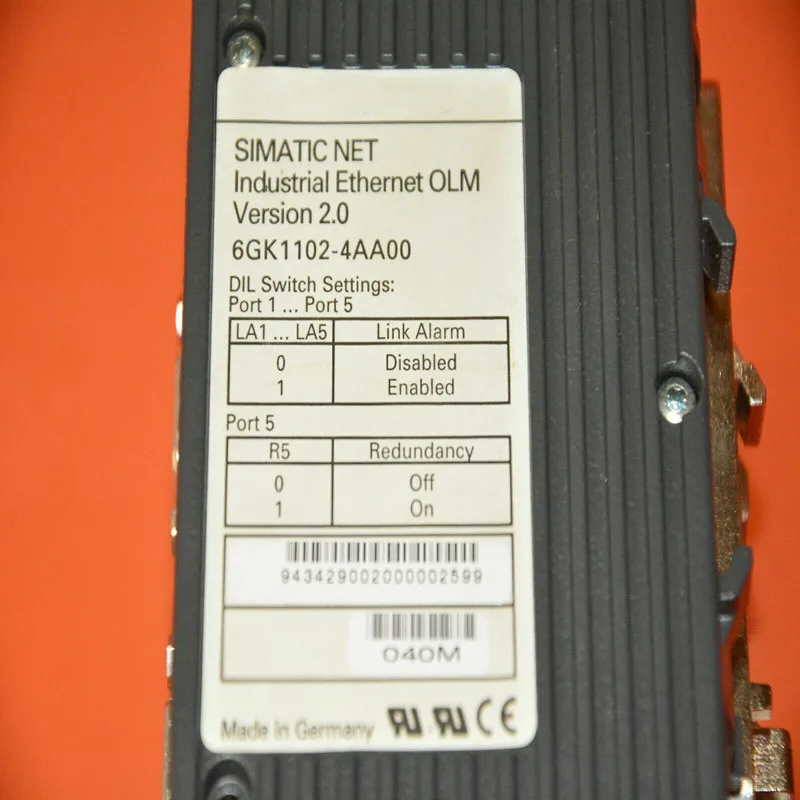 SIMATIC NET
Industrial Ethernet OLM
Version 2.0
6GK1102-4AA00
DIL Switch Settings:
Port 1 ... Port 5
LA1 ... LA5 Link Alarm
0 Disabled
1 Enabled
Port 5
R5 Redundancy
0 Off
1 On
943429002000002599
040M
Made in Germany CE